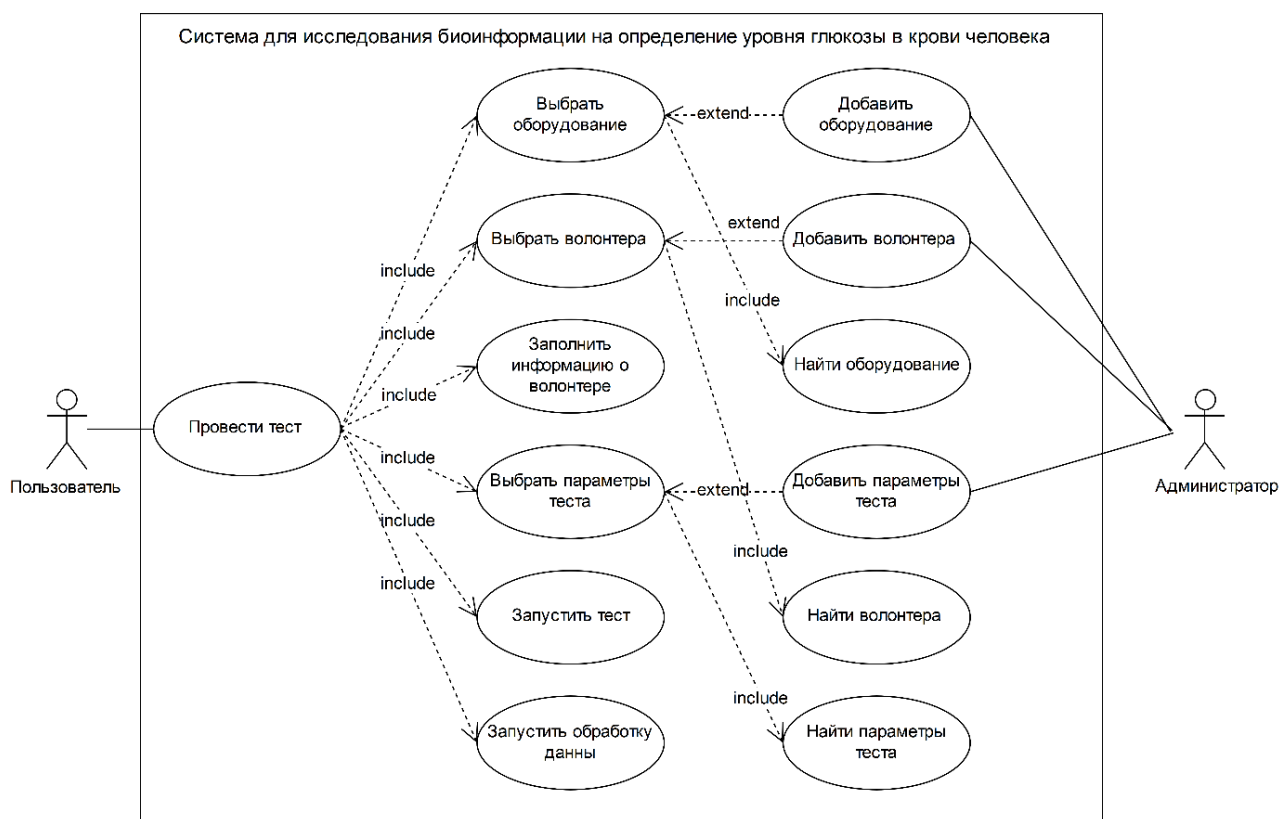 Система для исследования биоинформации на определение уровня глюкозы в крови человека
Выбрать
оборудование
extend
Добавить
оборудование
Выбрать волонтера
extend
Добавить волонтера
include
include
include
Заполнить
информацию о
волонтере
Найти оборудование
include
Провести тест
Пользователь
include
Выбрать параметры
теста
extend
Добавить параметры
теста
Администратор
include
include
include
Запустить тест
Найти волонтера
include
Запустить обработку
данны
Найти параметры
теста